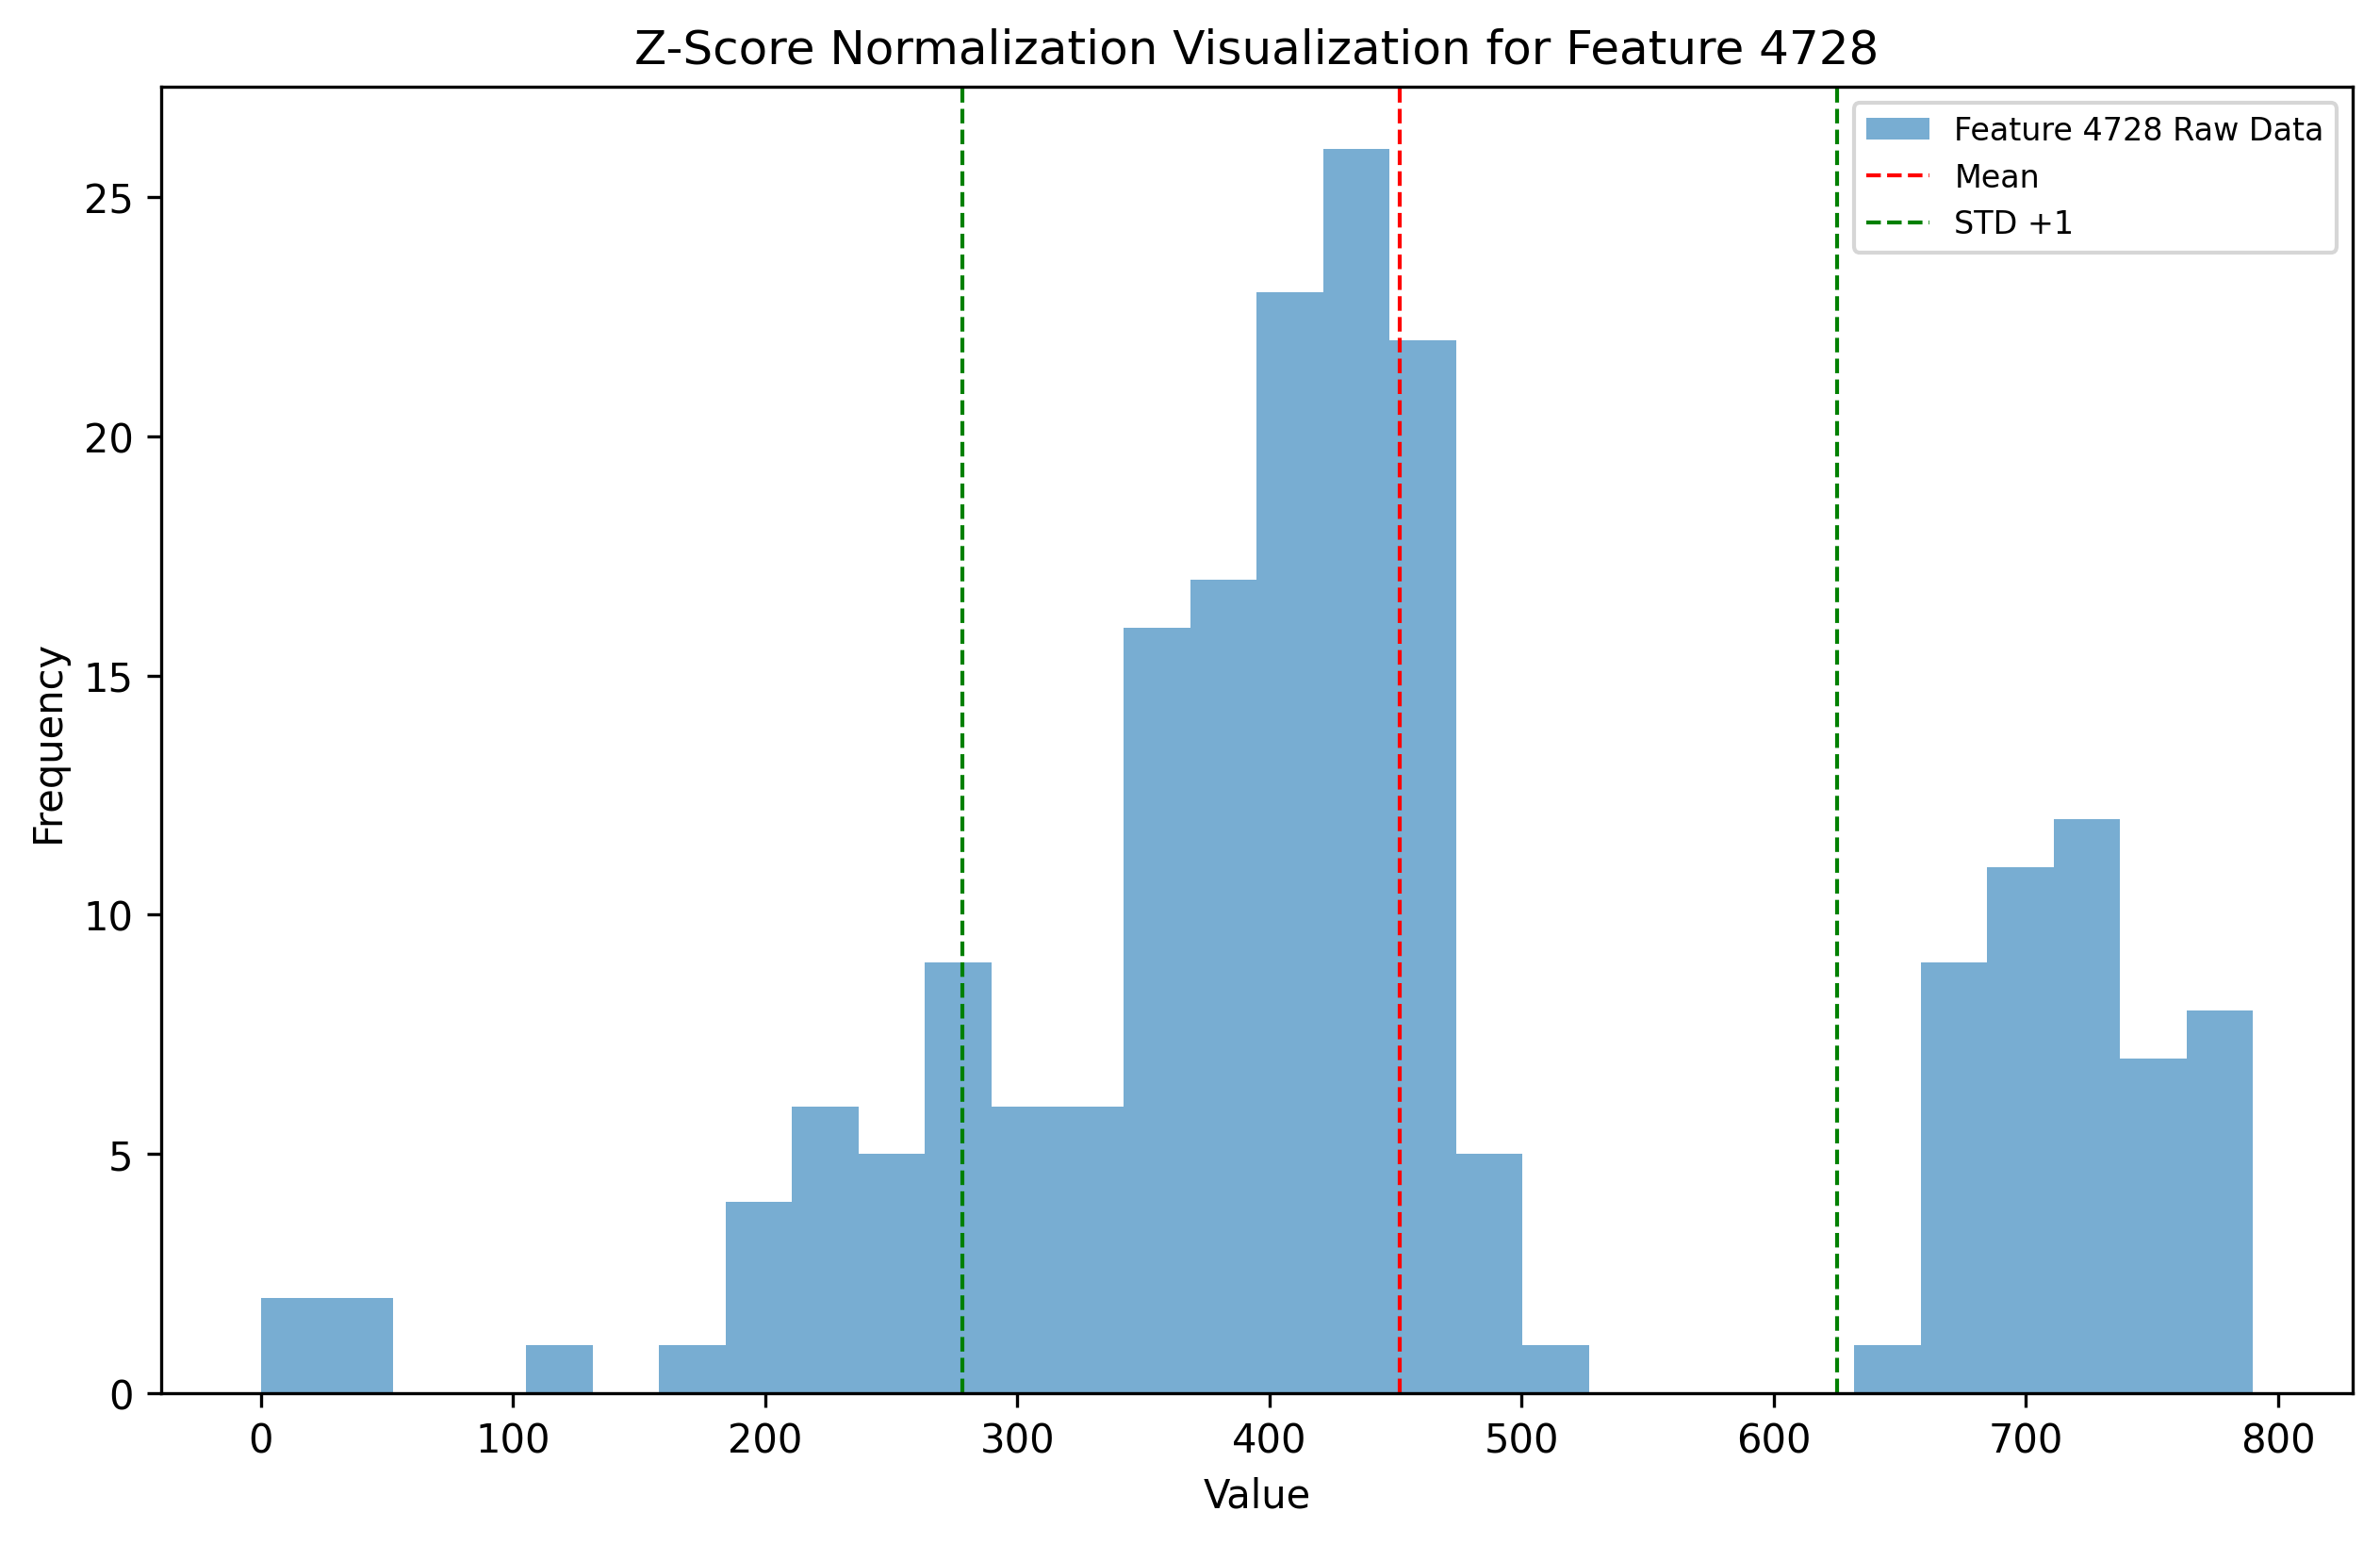 Z-Score Normalization Visualization for Feature 4728
Feature 4728 Raw Data
Mean
STD +1
Frequency
25
20
15
10
5
0
0 100 200 300 400 500 600 700 800
Value